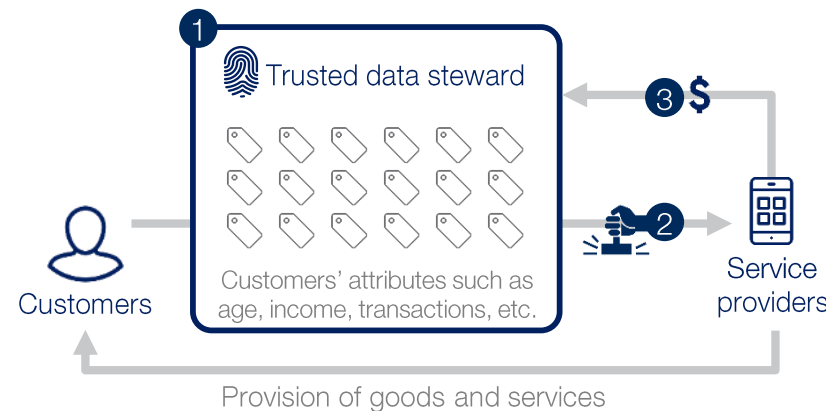 1
Trusted data steward
3 $
2
Customers' attributes such as
age, income, transactions, etc.
Customers
Service
providers
Provision of goods and services